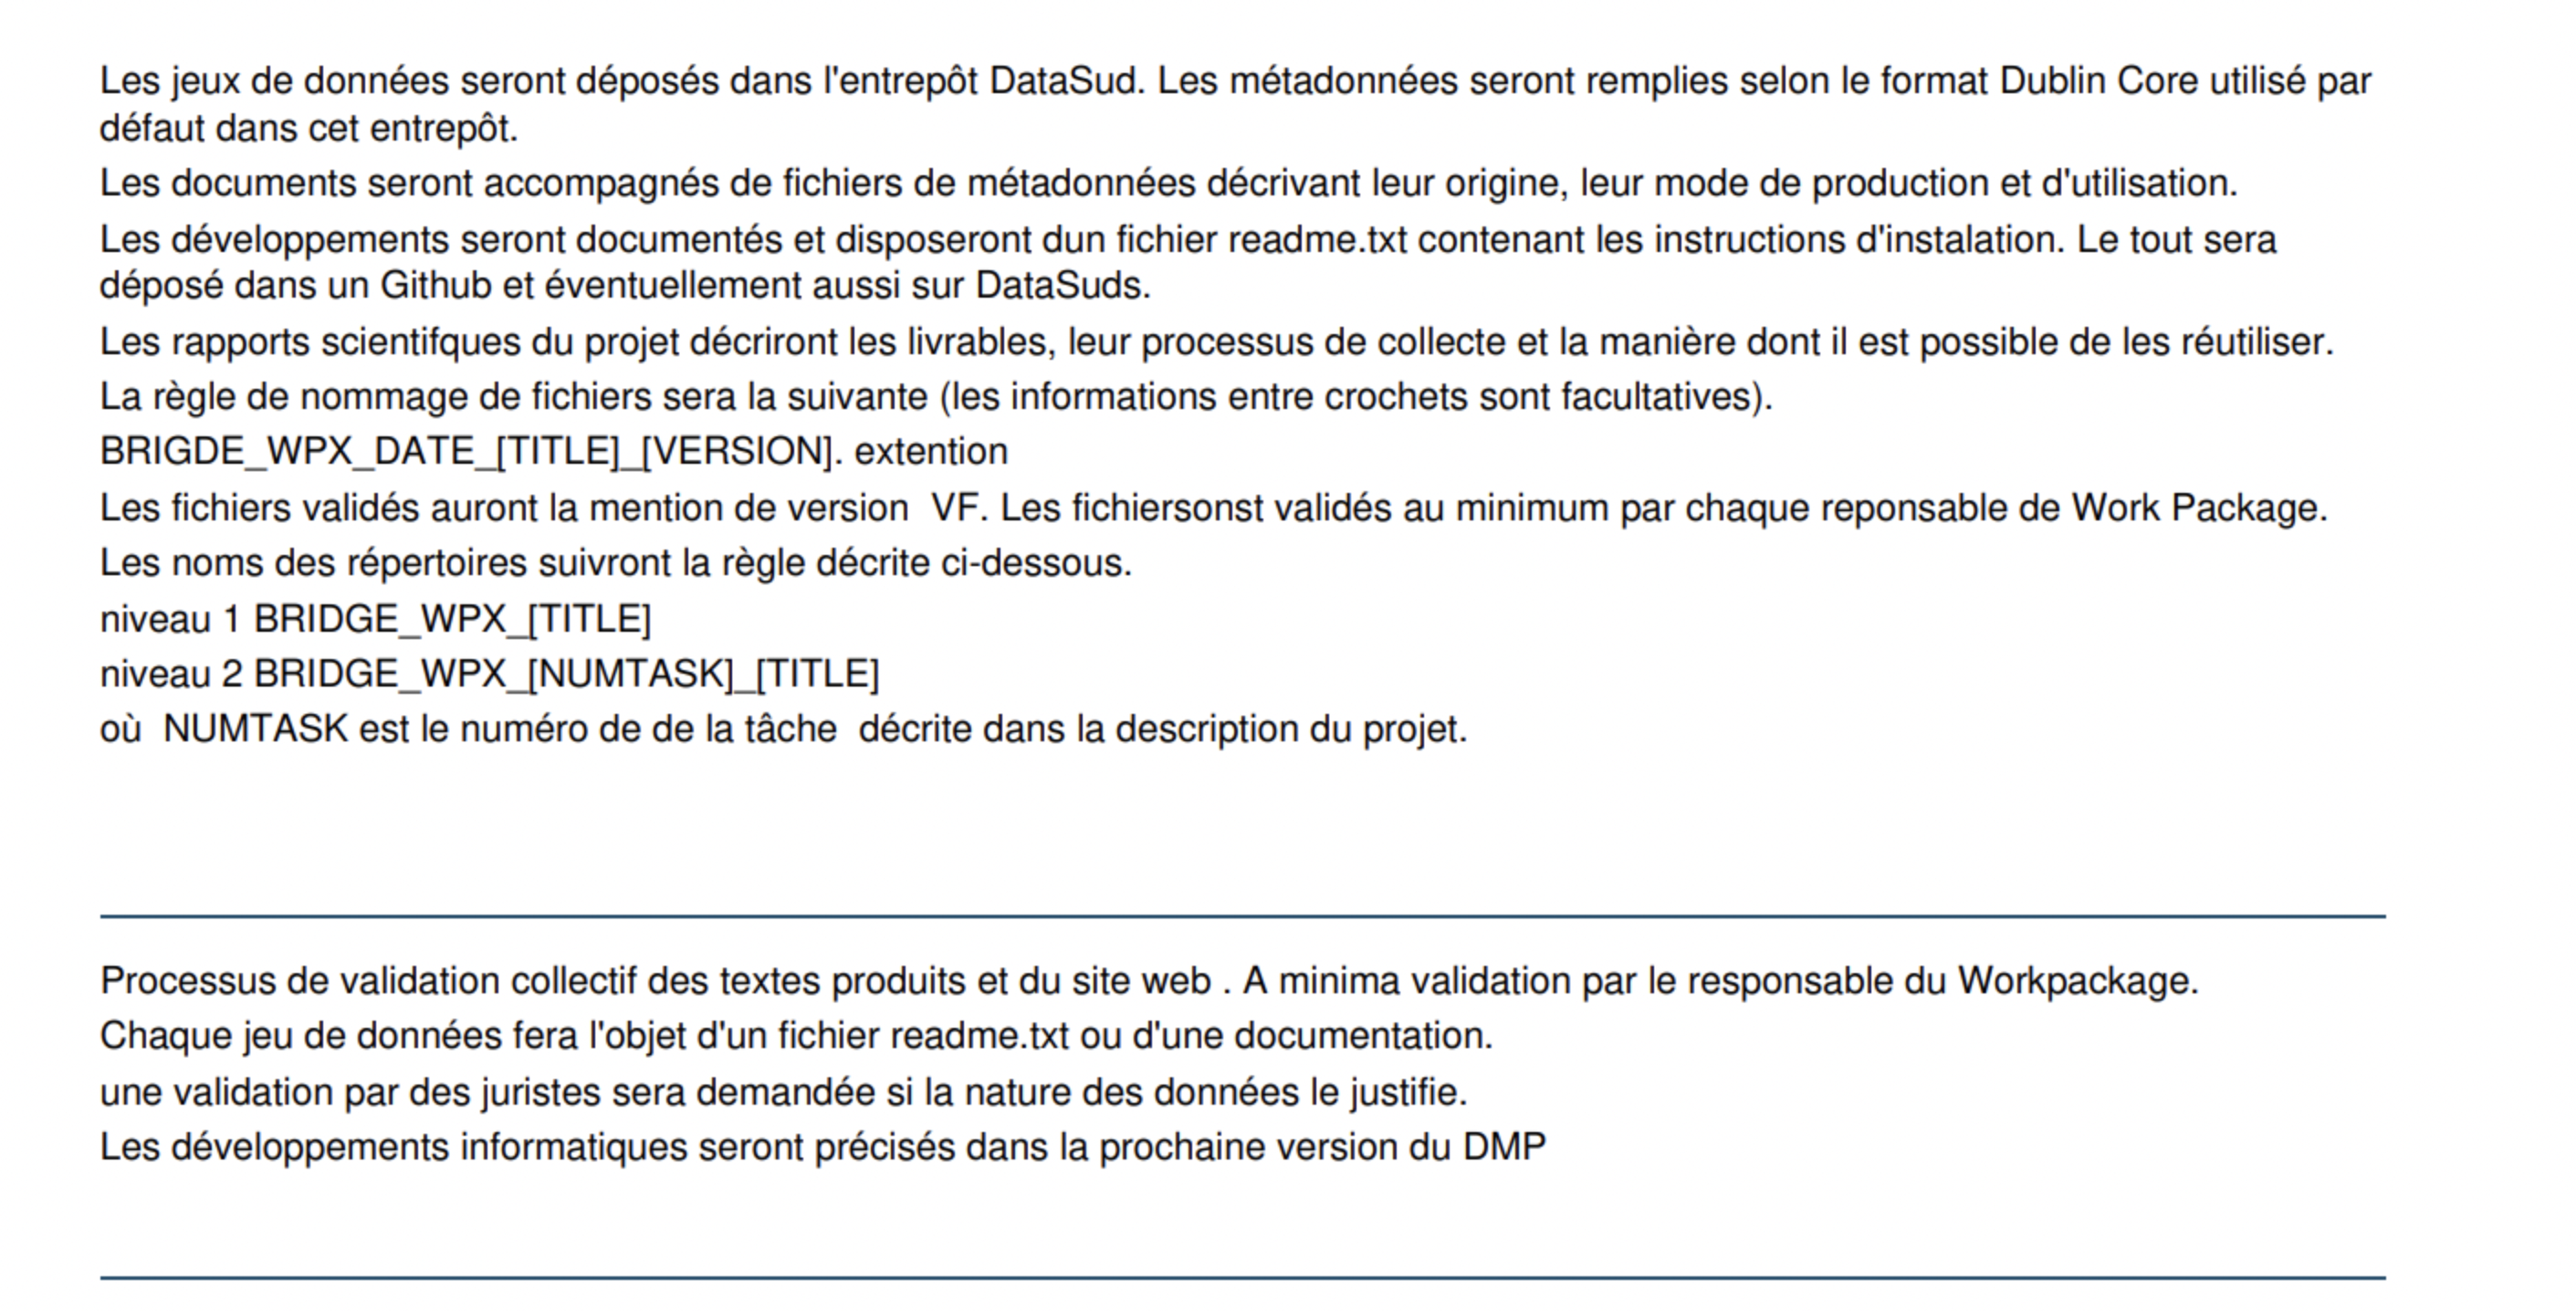 Les jeux de données seront déposés dans l'entrepôt DataSud. Les métadonnées seront remplies selon le format Dublin Core utilisé par
défaut dans cet entrepôt.
Les documents seront accompagnés de fichiers de métadonnées décrivant leur origine, leur mode de production et d'utilisation.
Les développements seront documentés et disposeront dun fichier readme.txt contenant les instructions d'instalation. Le tout sera
déposé dans un Github et éventuellement aussi sur DataSuds.
Les rapports scientifques du projet décriront les livrables, leur processus de collecte et la manière dont il est possible de les réutiliser.
La règle de nommage de fichiers sera la suivante (les informations entre crochets sont facultatives).
BRIGDE_WPX_DATE_[TITLE]_[VERSION]. extention
Les fichiers validés auront la mention de version  VF. Les fichiersonst validés au minimum par chaque reponsable de Work Package.
Les noms des répertoires suivront la règle décrite ci-dessous.
niveau 1 BRIDGE_WPX_[TITLE]
niveau 2 BRIDGE_WPX_[NUMTASK]_[TITLE]
où  NUMTASK est le numéro de de la tâche  décrite dans la description du projet.
Processus de validation collectif des textes produits et du site web . A minima validation par le responsable du Workpackage.
Chaque jeu de données fera l'objet d'un fichier readme.txt ou d'une documentation.
une validation par des juristes sera demandée si la nature des données le justifie.
Les développements informatiques seront précisés dans la prochaine version du DMP